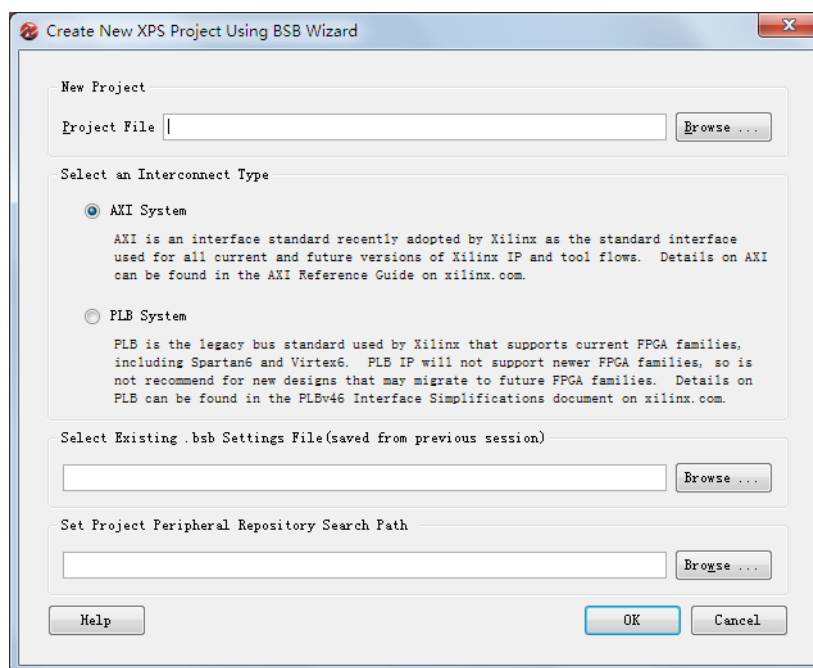 Create New XPS Project Using BSB Wizard
New Project
Project File
Browse ...
Select an Interconnect Type
AXI System
AXI is an interface standard recently adopted by Xilinx as the standard interface
used for all current and future versions of Xilinx IP and tool flows. Details on AXI
can be found in the AXI Reference Guide on xilinx.com.
PLB System
PLB is the legacy bus standard used by Xilinx that supports current FPGA families,
including Spartan6 and Virtex6. PLB IP will not support newer FPGA families, so is
not recommend for new designs that may migrate to future FPGA families. Details on
PLB can be found in the PLBv46 Interface Simplifications document on xilinx.com.
Select Existing .bsb Settings File(saved from previous session)
Browse ...
Set Project Peripheral Repository Search Path
Browse ...
Help
OK
Cancel